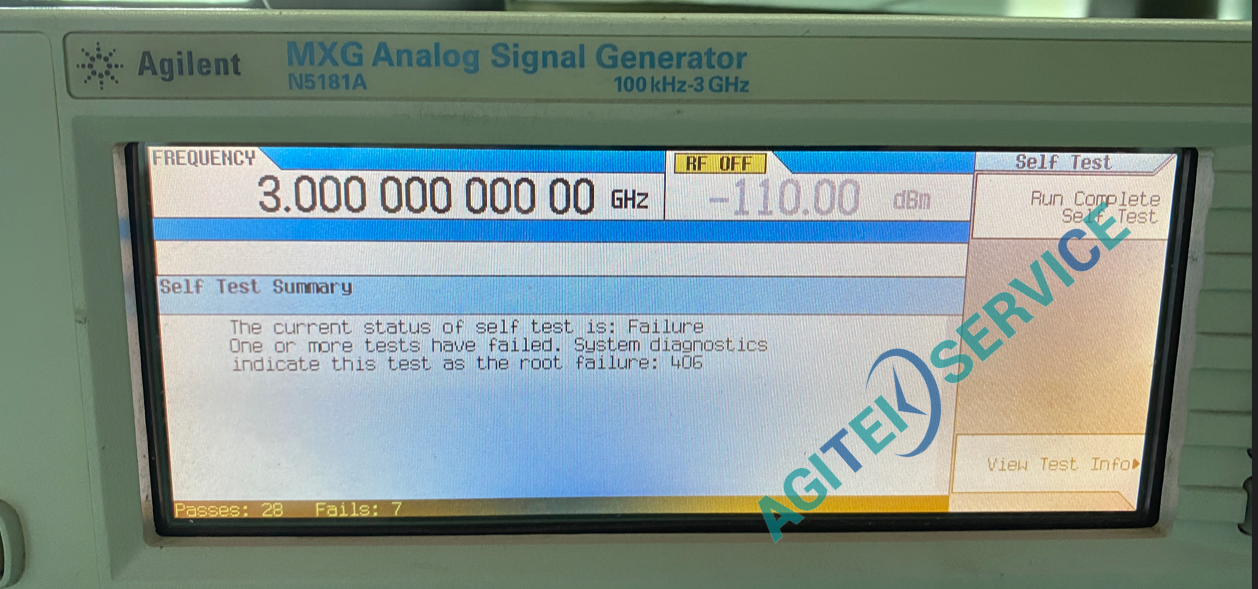 Agilent
MXG Analog Signal Generator
N5181A
100 kHz-3 GHz
FREQUENCY
3.000 000 000 00 GHz
RF OFF
-110.00 dBm
Self Test
Run Complete
Self Test
Self Test Summary
The current status of self test is: Failure
One or more tests have failed. System diagnostics
indicate this test as the root failure: 406
View Test Info
Passes: 28 Fails: 7
AGITEK SERVICE